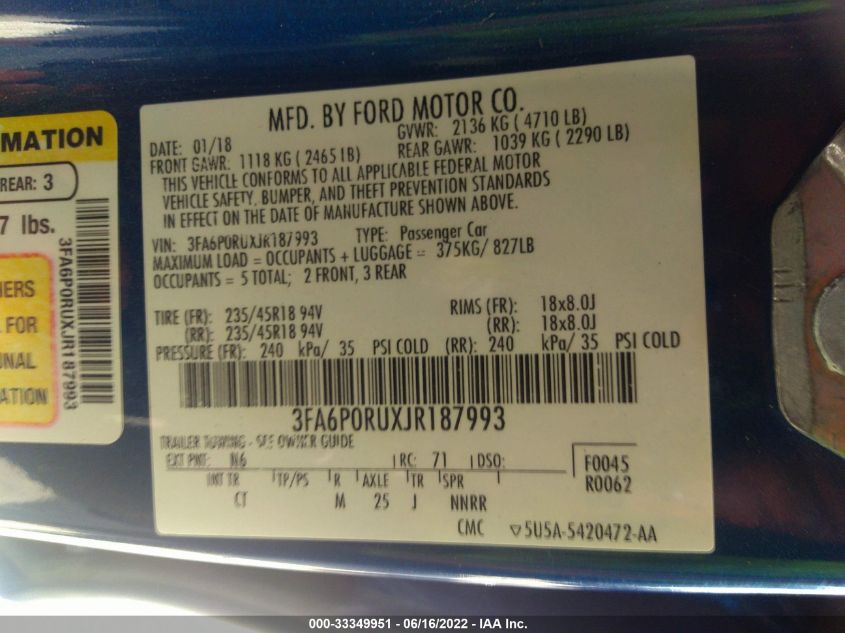 MATION
REAR: 3
7 lbs.
IERS
FOR
ONAL
ATION
3FA6P0RUXJR187993
MFD. BY FORD MOTOR CO.
DATE: 01/18 GVWR: 2136 KG ( 4710 LB)
FRONT GAWR: 1118 KG ( 2465 LB) REAR GAWR: 1039 KG ( 2290 LB)
THIS VEHICLE CONFORMS TO ALL APPLICABLE FEDERAL MOTOR
VEHICLE SAFETY, BUMPER, AND THEFT PREVENTION STANDARDS
IN EFFECT ON THE DATE OF MANUFACTURE SHOWN ABOVE.
VIN: 3FA6P0RUXJR187993 TYPE: Passenger Car
MAXIMUM LOAD = OCCUPANTS + LUGGAGE = 375KG/ 827LB
OCCUPANTS = 5 TOTAL; 2 FRONT, 3 REAR
TIRE (FR): 235/45R18 94V RIMS (FR): 18x8.0J
(RR): 235/45R18 94V (RR): 18x8.0J
PRESSURE (FR): 240 kPa/ 35 PSI COLD (RR): 240 kPa/ 35 PSI COLD
3FA6P0RUXJR187993
TRAILER TOWING - SEE OWNER GUIDE
EXT PNT: N6 RC: 71 DSO: F0045
INT TR TP/PS R AXLE TR SPR R0062
CT M 25 J NNRR
CMC ▽5U5A-5420472-AA
000-33349951 - 06/16/2022 - IAA Inc.